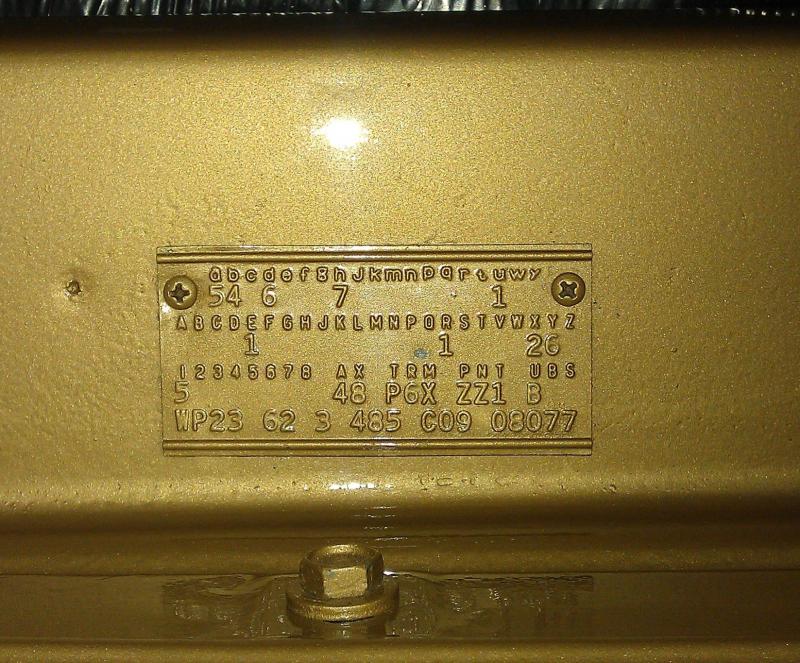 abcdefghJkmnpqrtuwy
54 6 7 1
ABCDEFGHJKLMNPQRSTVWXYZ
1 1 26
12345678 AX TRM PNT UBS
5 48 P6X ZZ1 B
WP23 62 3 485 C09 08077